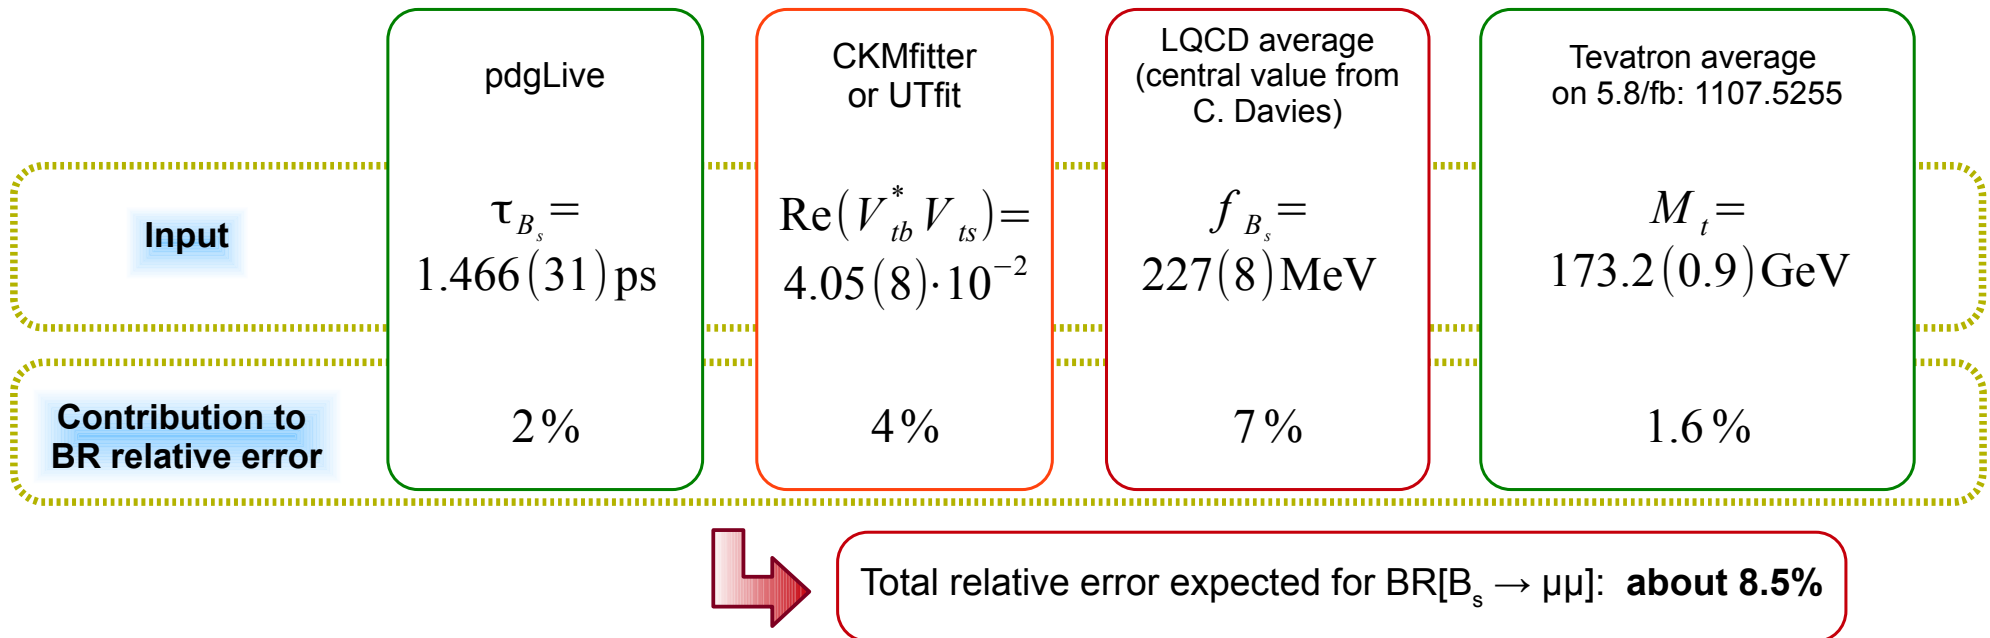 pdgLive
CKMfitter
or UTfit
LQCD average
(central value from
C. Davies)
Tevatron average
on 5.8/fb: 1107.5255
Input
τ_{B_s} =
1.466(31) ps
Re(V_{tb}^* V_{ts}) =
4.05(8)·10^{-2}
f_{B_s} =
227(8) MeV
M_t =
173.2(0.9) GeV
Contribution to
BR relative error
2%
4%
7%
1.6%
Total relative error expected for BR[B_s → μμ]: about 8.5%